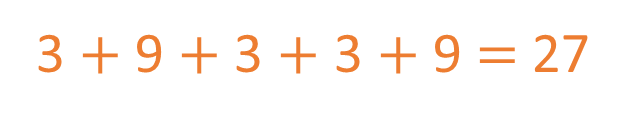 3 + 9 + 3 + 3 + 9 = 27